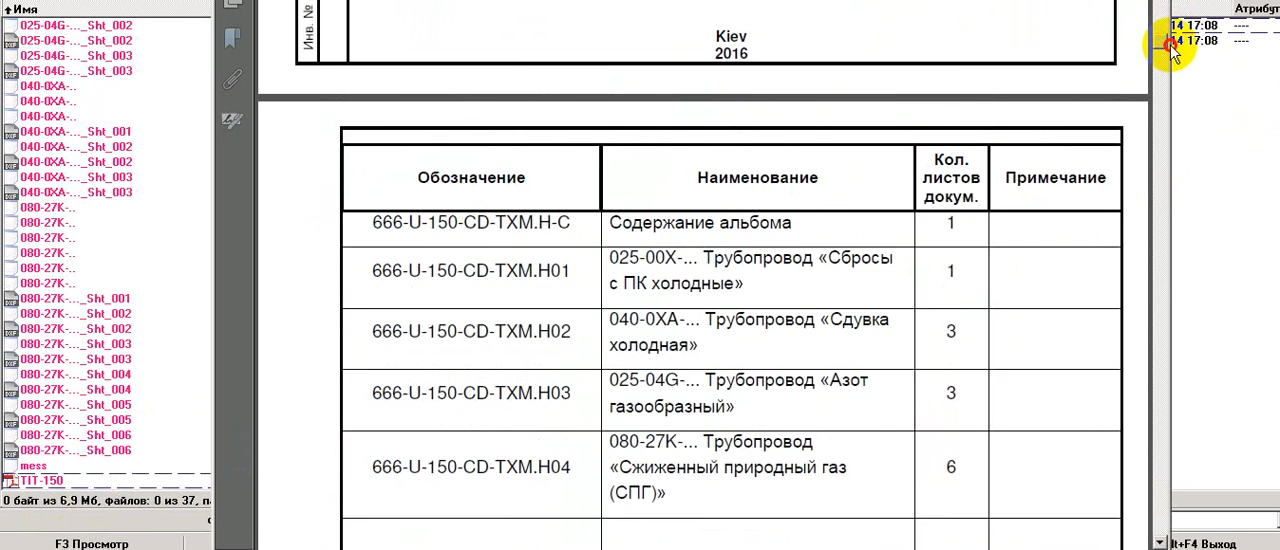 Имя
025-04G-..._Sht_002
025-04G-..._Sht_002
025-04G-..._Sht_003
025-04G-..._Sht_003
040-0XA-..
040-0XA-..
040-0XA-..
040-0XA-..._Sht_001
040-0XA-..._Sht_002
040-0XA-..._Sht_002
040-0XA-..._Sht_003
040-0XA-..._Sht_003
080-27K-..
080-27K-..
080-27K-..
080-27K-..
080-27K-..
080-27K-..
080-27K-..._Sht_001
080-27K-..._Sht_002
080-27K-..._Sht_002
080-27K-..._Sht_003
080-27K-..._Sht_003
080-27K-..._Sht_004
080-27K-..._Sht_004
080-27K-..._Sht_005
080-27K-..._Sht_005
080-27K-..._Sht_006
080-27K-..._Sht_006
mess
TIT-150
0 байт из 6,9 Мб, файлов: 0 из 37, п
F3 Просмотр
Инв. №
Kiev
2016
Обозначение Наименование Кол. листов докум. Примечание
666-U-150-CD-TXM.H-C Содержание альбома 1
666-U-150-CD-TXM.H01 025-00X-... Трубопровод «Сбросы
с ПК холодные» 1
666-U-150-CD-TXM.H02 040-0XA-... Трубопровод «Сдувка
холодная» 3
666-U-150-CD-TXM.H03 025-04G-... Трубопровод «Азот
газообразный» 3
666-U-150-CD-TXM.H04 080-27K-... Трубопровод
«Сжиженный природный газ
(СПГ)» 6
Атрибут
14 17:08 ----
14 17:08 ----
lt+F4 Выход